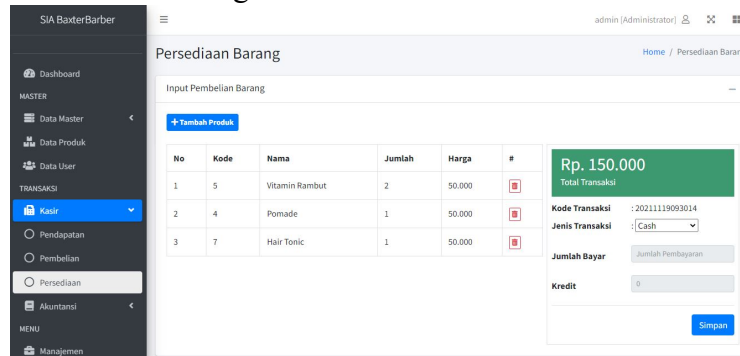 SIA BaxterBarber
admin [Administrator]
Persediaan Barang
Home / Persediaan Barar
Dashboard
MASTER
Data Master
Data Produk
Data User
TRANSAKSI
Kasir
Pendapatan
Pembelian
Persediaan
Akuntansi
MENU
Manajemen
Input Pembelian Barang
+ Tambah Produk
No Kode Nama Jumlah Harga #
1 5 Vitamin Rambut 2 50.000
2 4 Pomade 1 50.000
3 7 Hair Tonic 1 50.000
Rp. 150.000
Total Transaksi
Kode Transaksi : 20211119093014
Jenis Transaksi : Cash
Jumlah Bayar Jumlah Pembayaran
Kredit 0
Simpan